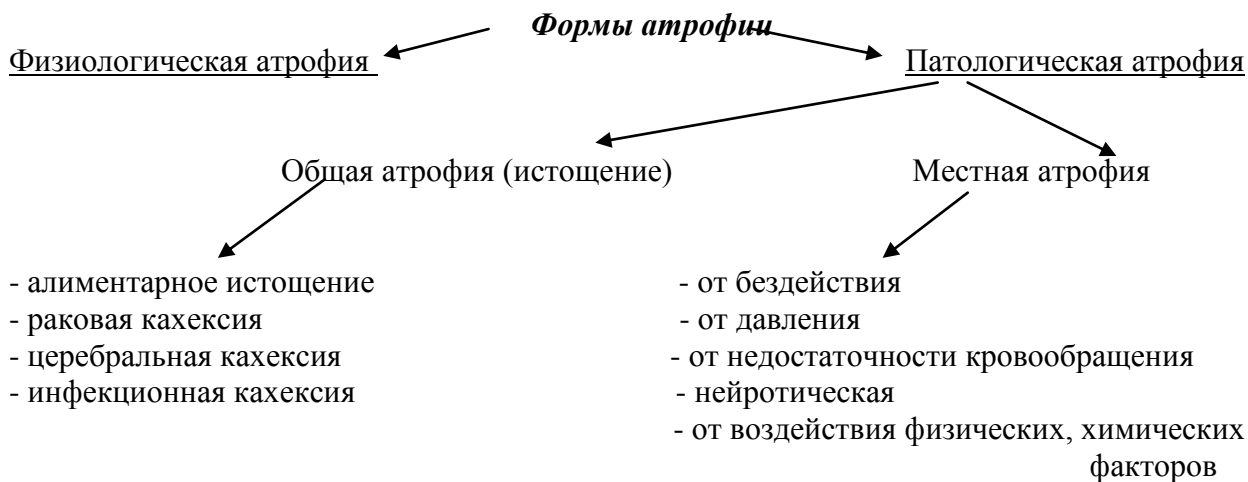 Формы атрофии
Физиологическая атрофия
Патологическая атрофия
Общая атрофия (истощение)
Местная атрофия
- алиментарное истощение
- раковая кахексия
- церебральная кахексия
- инфекционная кахексия
- от бездействия
- от давления
- от недостаточности кровообращения
- нейротическая
- от воздействия физических, химических
факторов